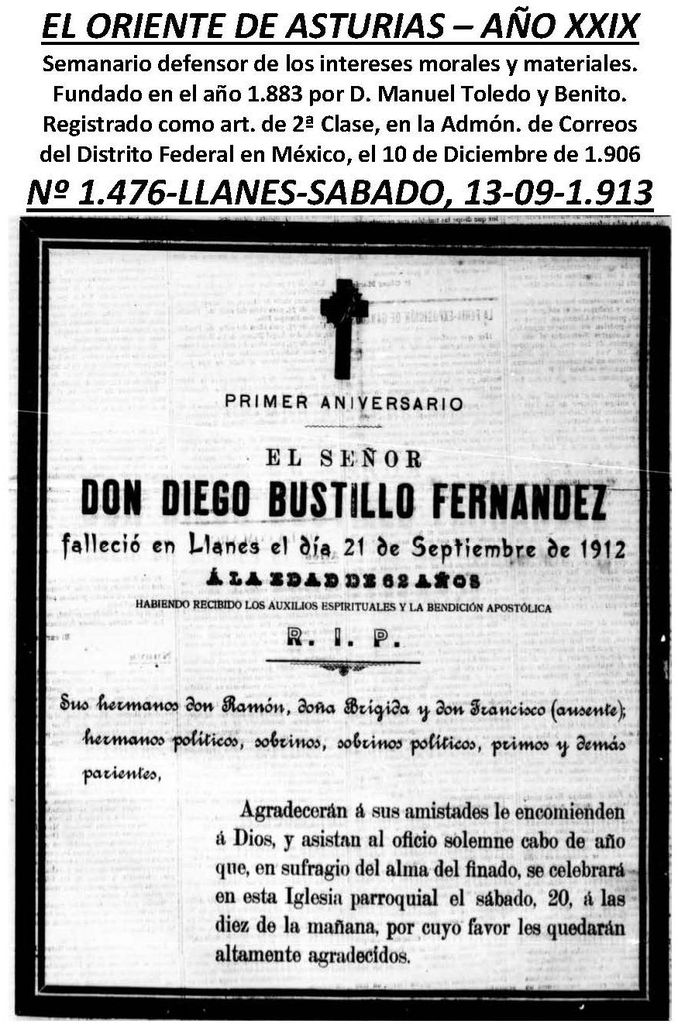 EL ORIENTE DE ASTURIAS – AÑO XXIX
Semanario defensor de los intereses morales y materiales.
Fundado en el año 1.883 por D. Manuel Toledo y Benito.
Registrado como art. de 2ª Clase, en la Admón. de Correos
del Distrito Federal en México, el 10 de Diciembre de 1.906
Nº 1.476-LLANES-SABADO, 13-09-1.913
PRIMER ANIVERSARIO
EL SEÑOR
DON DIEGO BUSTILLO FERNANDEZ
falleció en Llanes el día 21 de Septiembre de 1912
Á LA EDAD DE 62 AÑOS
HABIENDO RECIBIDO LOS AUXILIOS ESPIRITUALES Y LA BENDICIÓN APOSTÓLICA
R. I. P.
Sus hermanos don Ramón, doña Brígida y don Francisco (ausente);
hermanos políticos, sobrinos, sobrinos políticos, primos y demás
parientes,
Agradecerán á sus amistades le encomienden
á Dios, y asistan al oficio solemne cabo de año
que, en sufragio del alma del finado, se celebrará
en esta Iglesia parroquial el sábado, 20, á las
diez de la mañana, por cuyo favor les quedarán
altamente agradecidos.